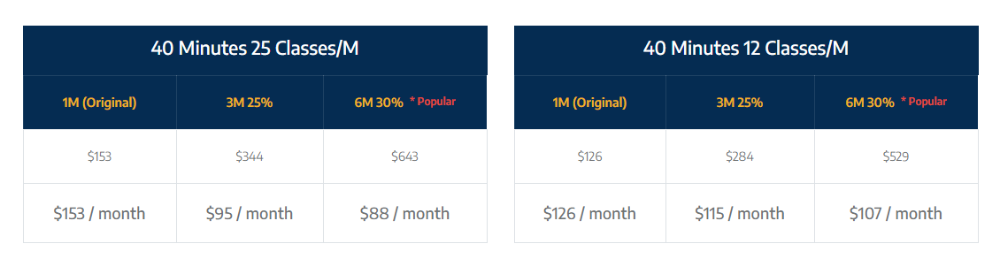 40 Minutes 25 Classes/M
1M (Original) 3M 25% 6M 30% * Popular
$153 $344 $643
$153 / month $95 / month $88 / month
40 Minutes 12 Classes/M
1M (Original) 3M 25% 6M 30% * Popular
$126 $284 $529
$126 / month $115 / month $107 / month